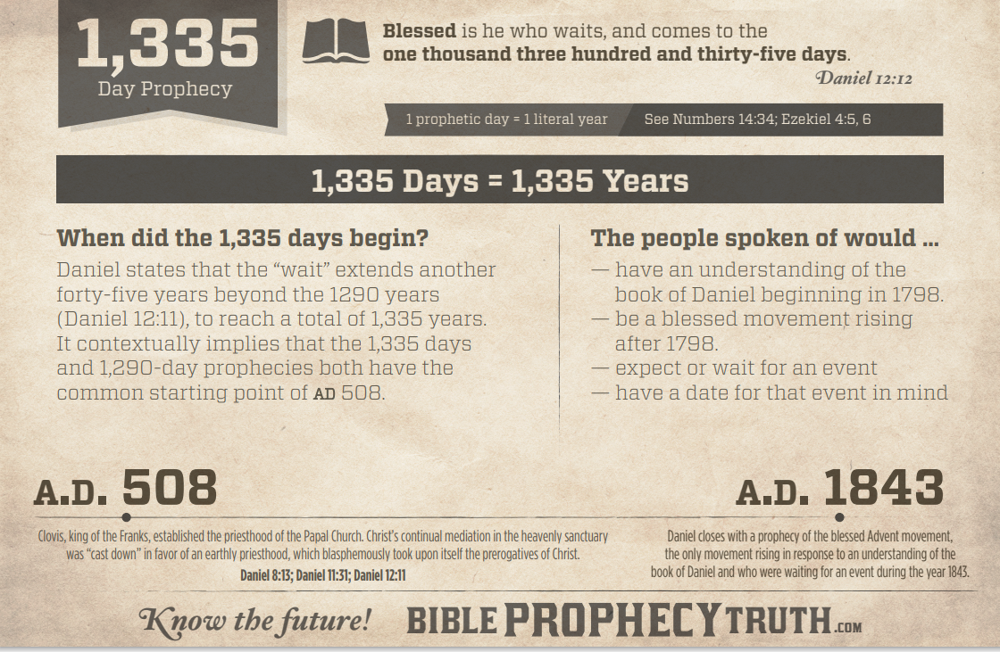 1,335
Day Prophecy
Blessed is he who waits, and comes to the
one thousand three hundred and thirty-five days.
Daniel 12:12
1 prophetic day = 1 literal year
See Numbers 14:34; Ezekiel 4:5, 6
1,335 Days = 1,335 Years
When did the 1,335 days begin?
Daniel states that the “wait” extends another
forty-five years beyond the 1290 years
(Daniel 12:11), to reach a total of 1,335 years.
It contextually implies that the 1,335 days
and 1,290-day prophecies both have the
common starting point of AD 508.
The people spoken of would ...
— have an understanding of the
book of Daniel beginning in 1798.
— be a blessed movement rising
after 1798.
— expect or wait for an event
— have a date for that event in mind
A.D. 508
Clovis, king of the Franks, established the priesthood of the Papal Church. Christ’s continual mediation in the heavenly sanctuary
was “cast down” in favor of an earthly priesthood, which blasphemously took upon itself the prerogatives of Christ.
Daniel 8:13; Daniel 11:31; Daniel 12:11
A.D. 1843
Daniel closes with a prophecy of the blessed Advent movement,
the only movement rising in response to an understanding of the
book of Daniel and who were waiting for an event during the year 1843.
Know the future!
BIBLE PROPHECY TRUTH.COM